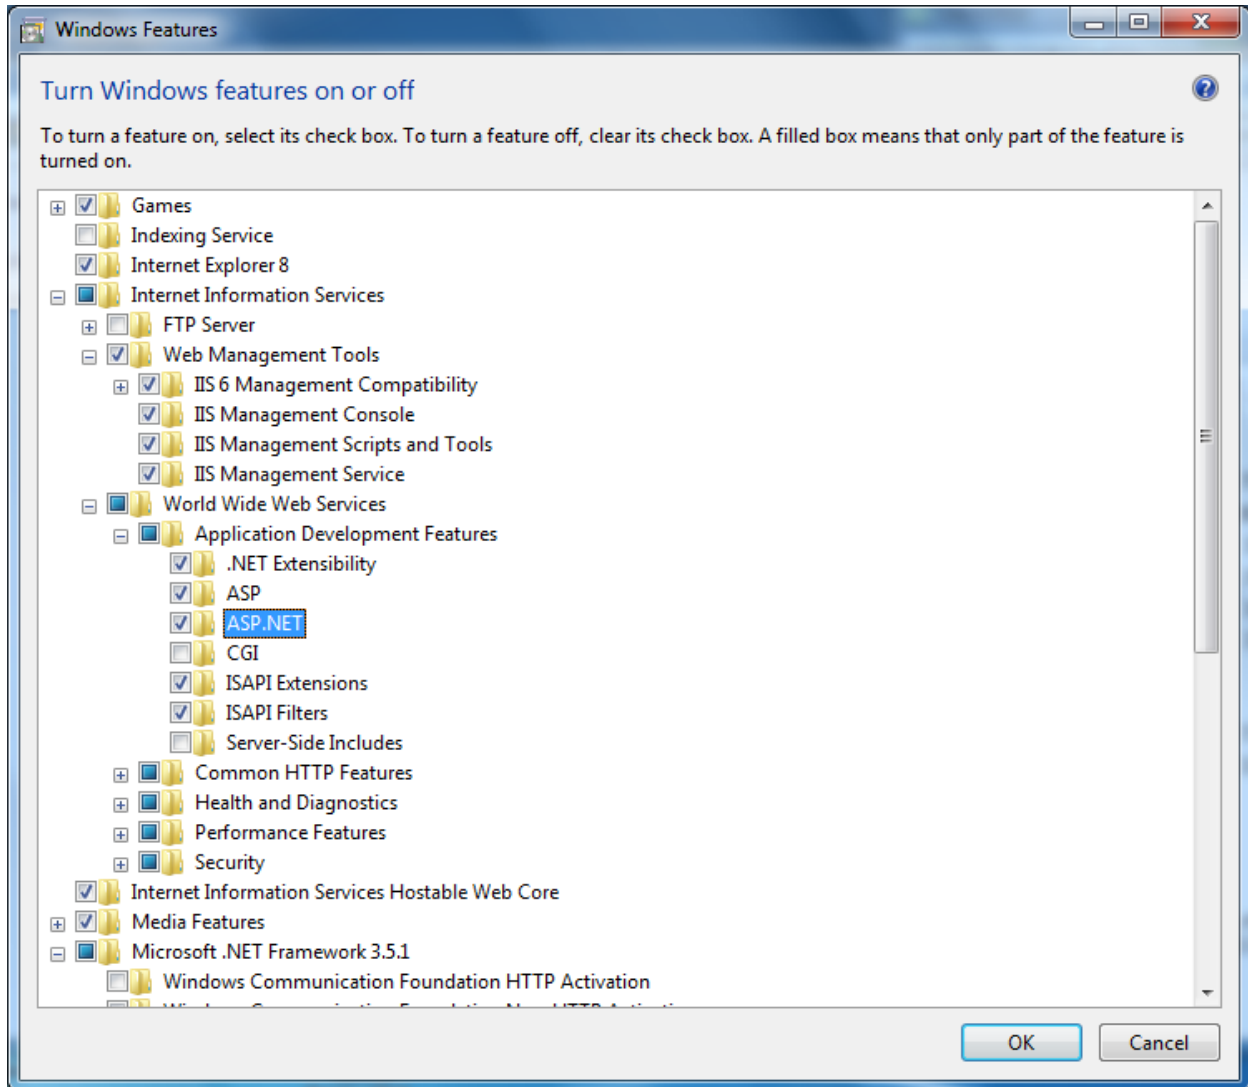 Windows Features
Turn Windows features on or off
To turn a feature on, select its check box. To turn a feature off, clear its check box. A filled box means that only part of the feature is
turned on.
Games
Indexing Service
Internet Explorer 8
Internet Information Services
FTP Server
Web Management Tools
IIS 6 Management Compatibility
IIS Management Console
IIS Management Scripts and Tools
IIS Management Service
World Wide Web Services
Application Development Features
.NET Extensibility
ASP
ASP.NET
CGI
ISAPI Extensions
ISAPI Filters
Server-Side Includes
Common HTTP Features
Health and Diagnostics
Performance Features
Security
Internet Information Services Hostable Web Core
Media Features
Microsoft .NET Framework 3.5.1
Windows Communication Foundation HTTP Activation
OK Cancel